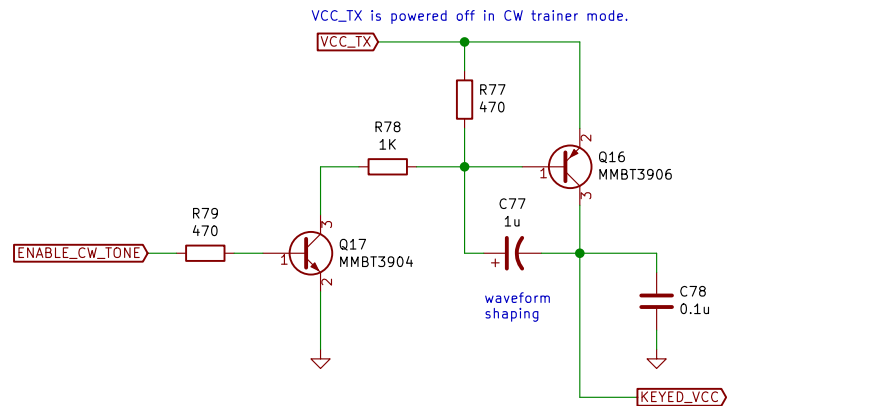 VCC_TX is powered off in CW trainer mode.
VCC_TX
R77
470
R78
1K
2
Q16
MMBT3906
1
3
C77
1u
+
R79
470
3
Q17
MMBT3904
ENABLE_CW_TONE
1
2
C78
0.1u
waveform
shaping
KEYED_VCC